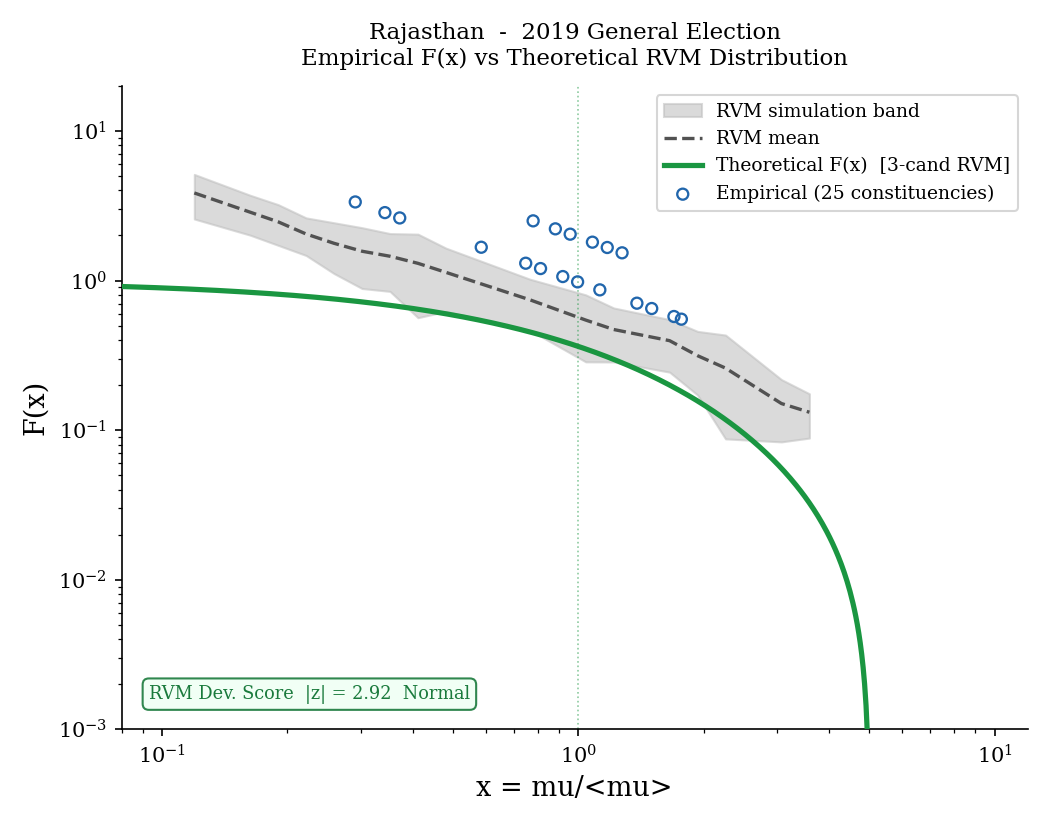 Rajasthan - 2019 General Election
Empirical F(x) vs Theoretical RVM Distribution
RVM simulation band
RVM mean
Theoretical F(x) [3-cand RVM]
Empirical (25 constituencies)
10¹
10⁰
10⁻¹
10⁻²
10⁻³
F(x)
RVM Dev. Score |z| = 2.92 Normal
10⁻¹ 10⁰ 10¹
x = mu/<mu>